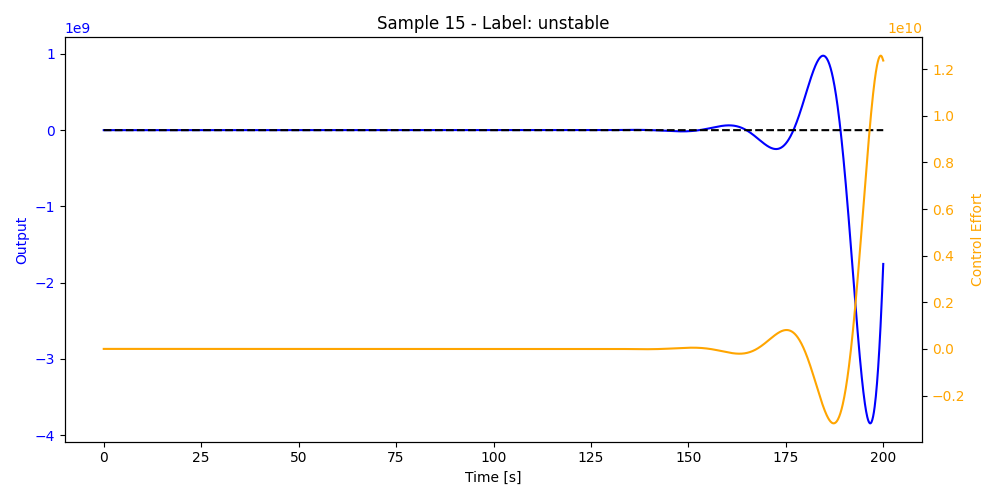 Sample 15 - Label: unstable
1e9
1e10
1
0
−1
−2
−3
−4
Output
1.2
1.0
0.8
0.6
0.4
0.2
0.0
−0.2
Control Effort
0 25 50 75 100 125 150 175 200
Time [s]